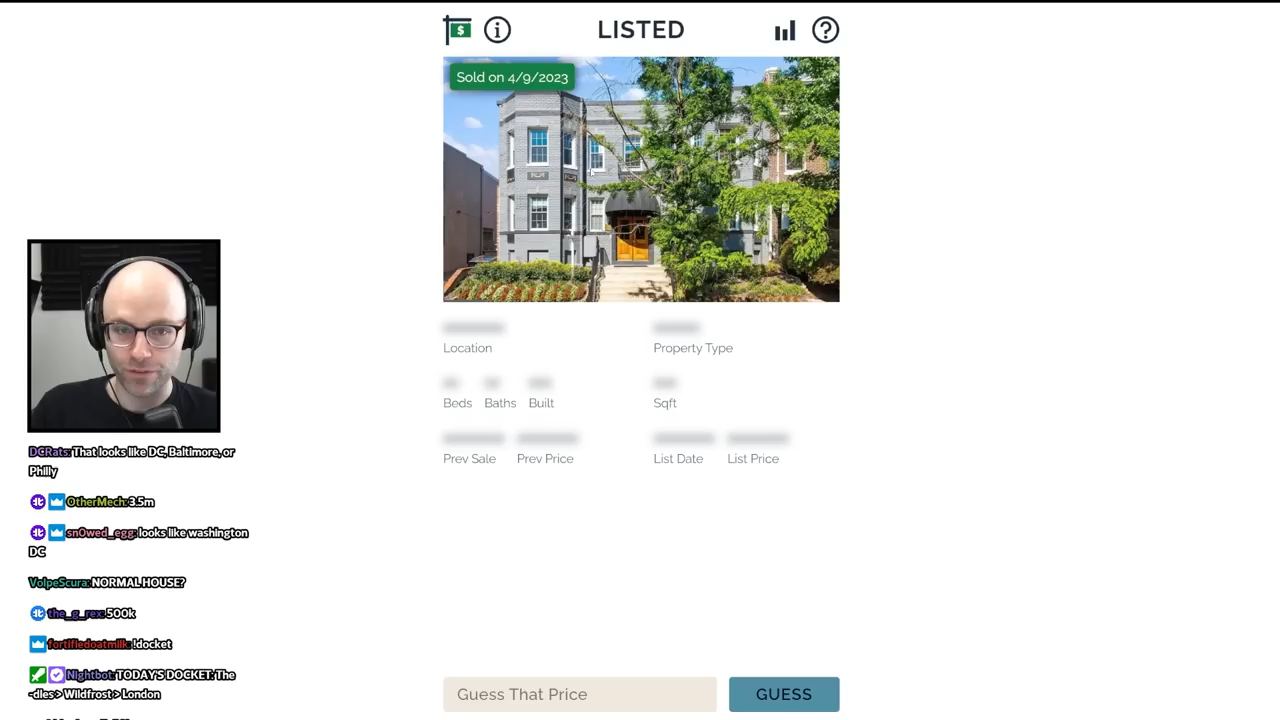 LISTED
Sold on 4/9/2023
Location
Property Type
Beds Baths Built
Sqft
Prev Sale Prev Price
List Date List Price
Guess That Price
GUESS
DCRats: That looks like DC, Baltimore, or
Philly
OtherMech: 3.5m
sn0wed_egg: looks like washington
DC
VolpeScura: NORMAL HOUSE?
the_g_rex: 500k
fortifiedoatmilk: !docket
Nightbot: TODAY'S DOCKET: The
-dles > Wildfrost > London